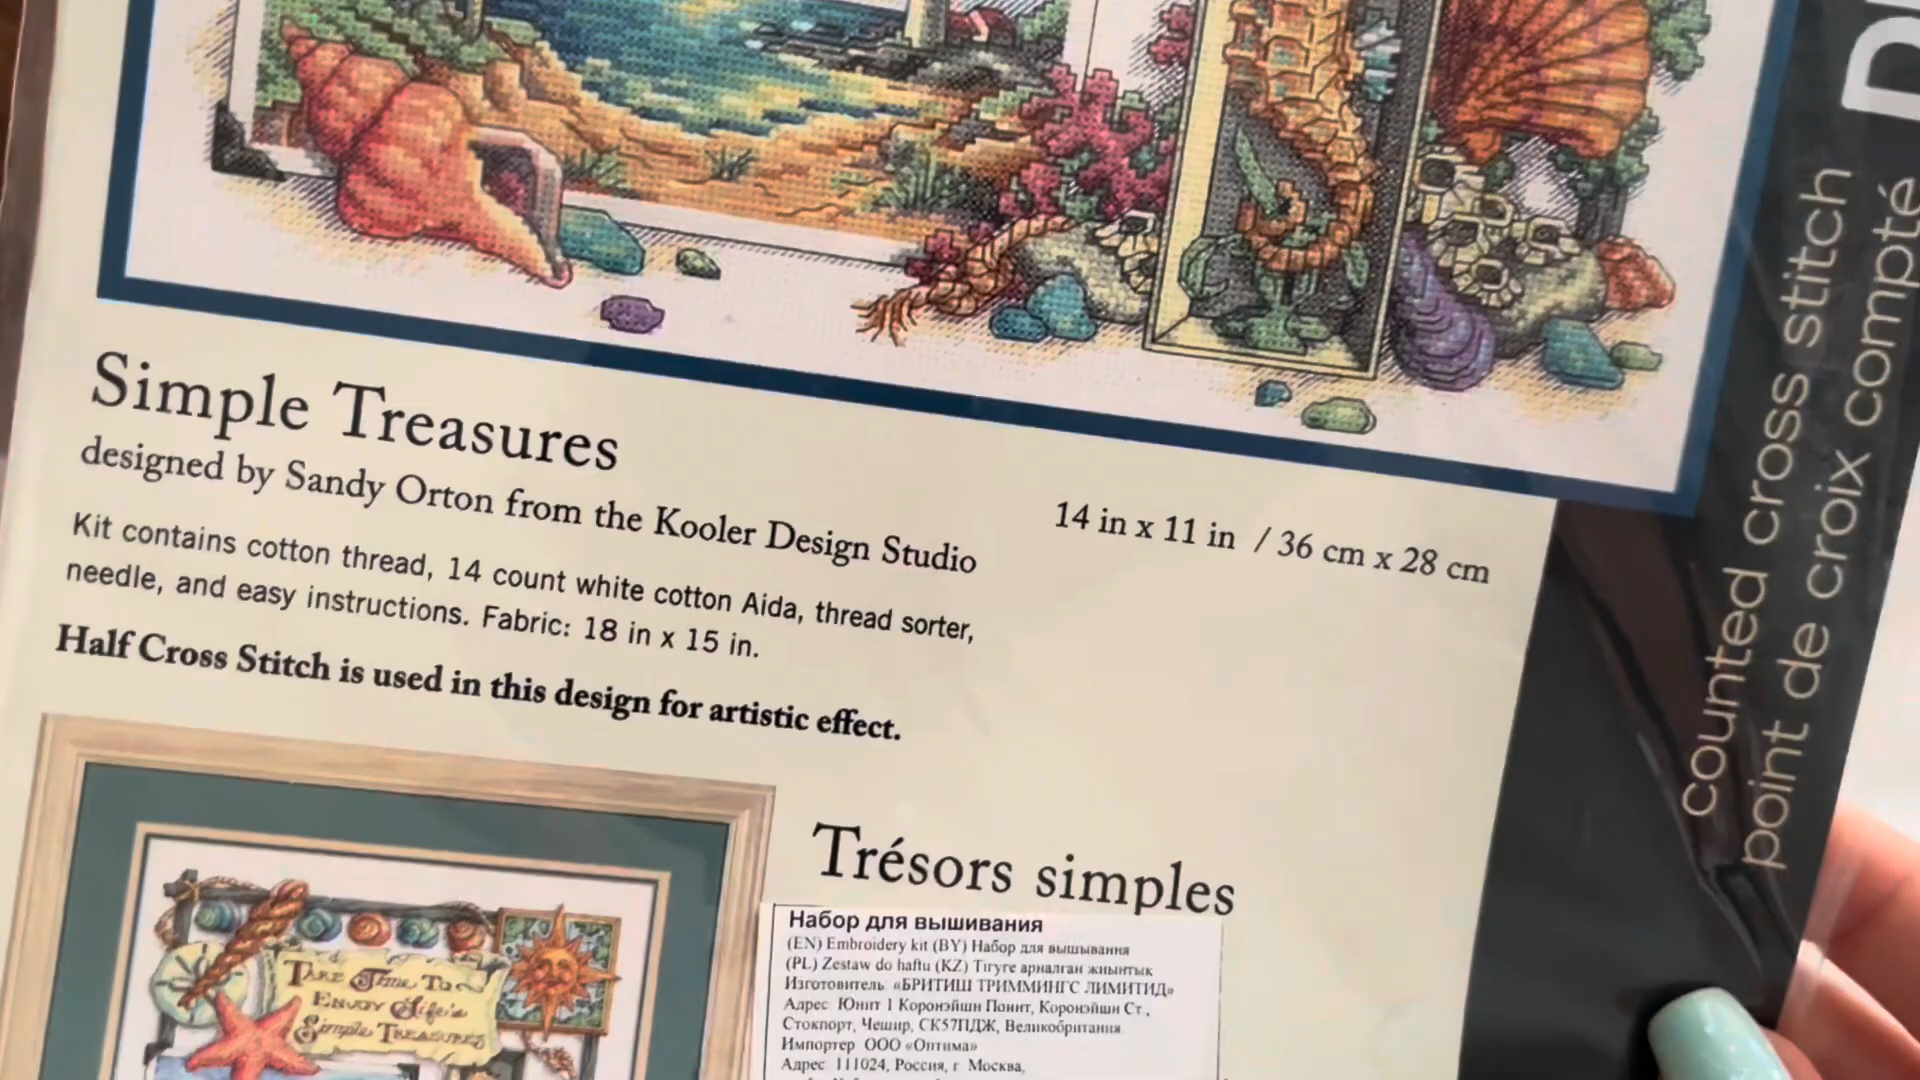 Simple Treasures
designed by Sandy Orton from the Kooler Design Studio
14 in x 11 in / 36 cm x 28 cm
Kit contains cotton thread, 14 count white cotton Aida, thread sorter,
needle, and easy instructions. Fabric: 18 in x 15 in.
Half Cross Stitch is used in this design for artistic effect.
counted cross stitch
point de croix compté
Trésors simples
TAKE Time To
ENJOY Life's
Simple TREASURES
Набор для вышивания
(EN) Embroidery kit (BY) Набор для вышывання
(PL) Zestaw do haftu (KZ) Тігуге арналган жиынтык
Изготовитель «БРИТИШ ТРИММИНГС ЛИМИТИД»
Адрес Юнит 1 Коронэйшн Поинт, Коронэйшн Ст,
Стокпорт, Чешир, СК57ПДЖ, Великобритания
Импортер ООО «Оптима»
Адрес 111024, Россия, г Москва,